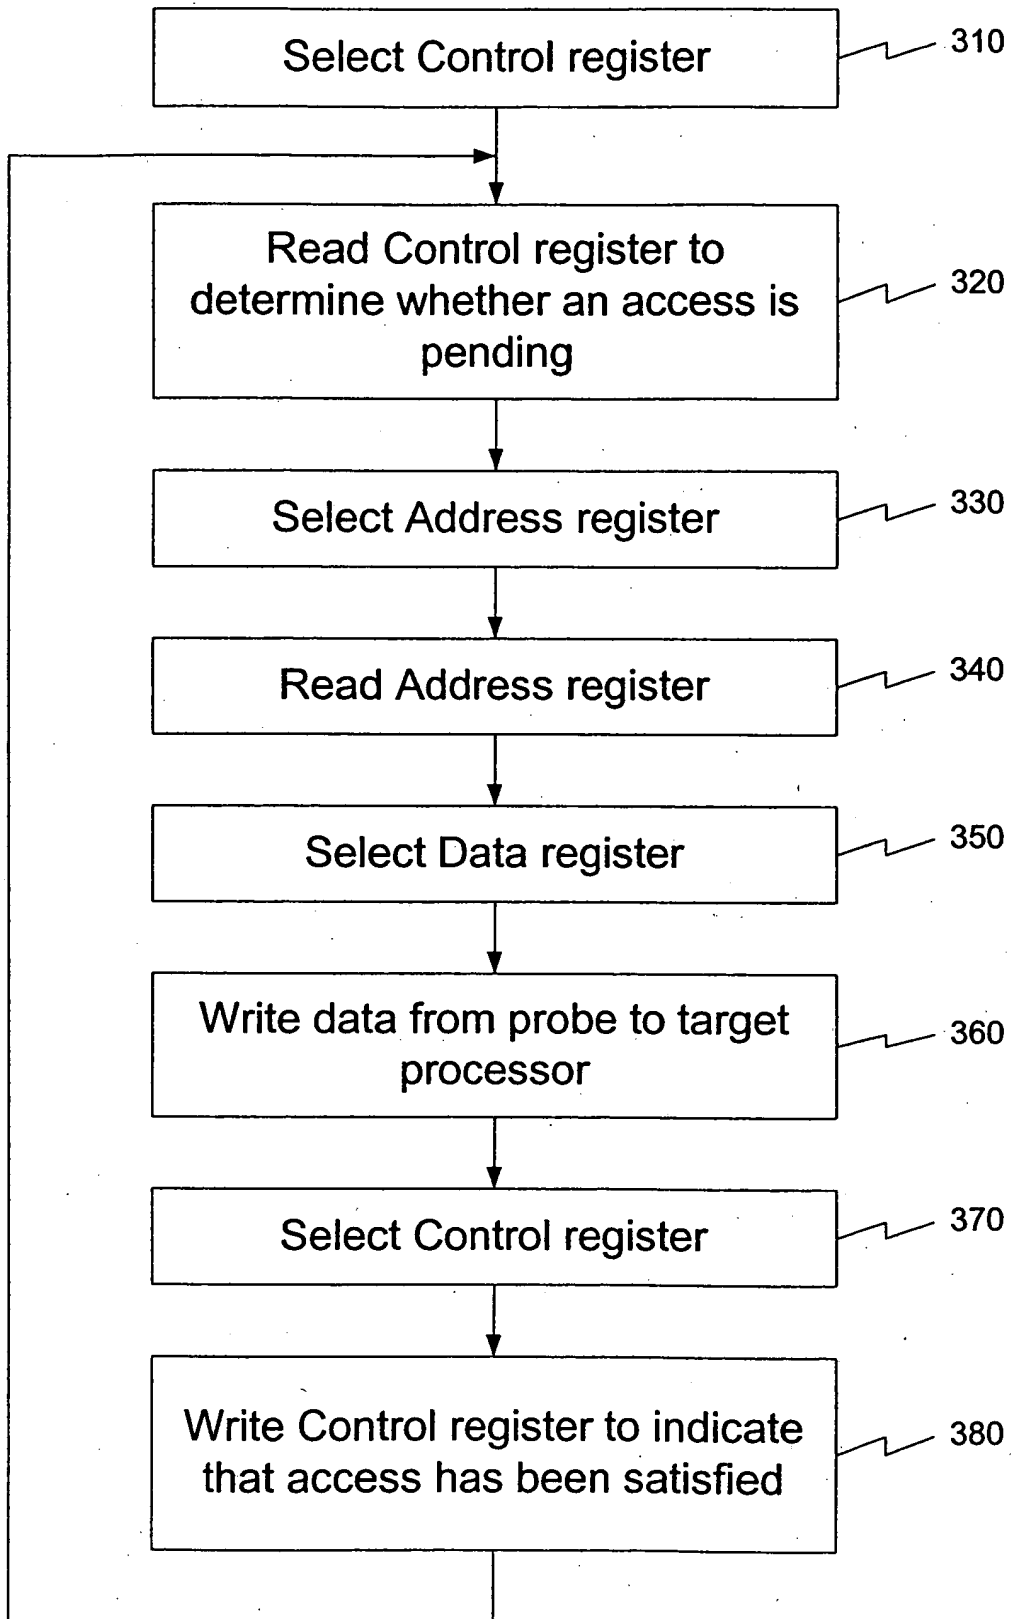 Select Control register
310
Read Control register to
determine whether an access is
pending
320
Select Address register
330
Read Address register
340
Select Data register
350
Write data from probe to target
processor
360
Select Control register
370
Write Control register to indicate
that access has been satisfied
380